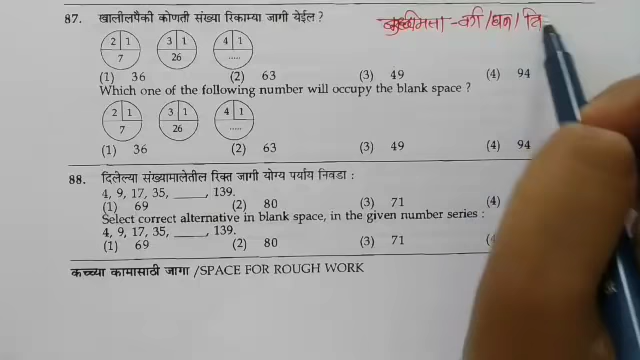 बुद्धीमत्ता - वर्ग / घन / वि
87. खालीलपैकी कोणती संख्या रिकाम्या जागी येईल ?
2 1 3 1 4 1
7 26 .....
(1) 36 (2) 63 (3) 49 (4) 94
Which one of the following number will occupy the blank space ?
2 1 3 1 4 1
7 26 .....
(1) 36 (2) 63 (3) 49 (4) 94
88. दिलेल्या संख्यामालेतील रिक्त जागी योग्य पर्याय निवडा :
4, 9, 17, 35, _____, 139.
(1) 69 (2) 80 (3) 71 (4)
Select correct alternative in blank space, in the given number series :
4, 9, 17, 35, _____, 139.
(1) 69 (2) 80 (3) 71
कच्च्या कामासाठी जागा /SPACE FOR ROUGH WORK